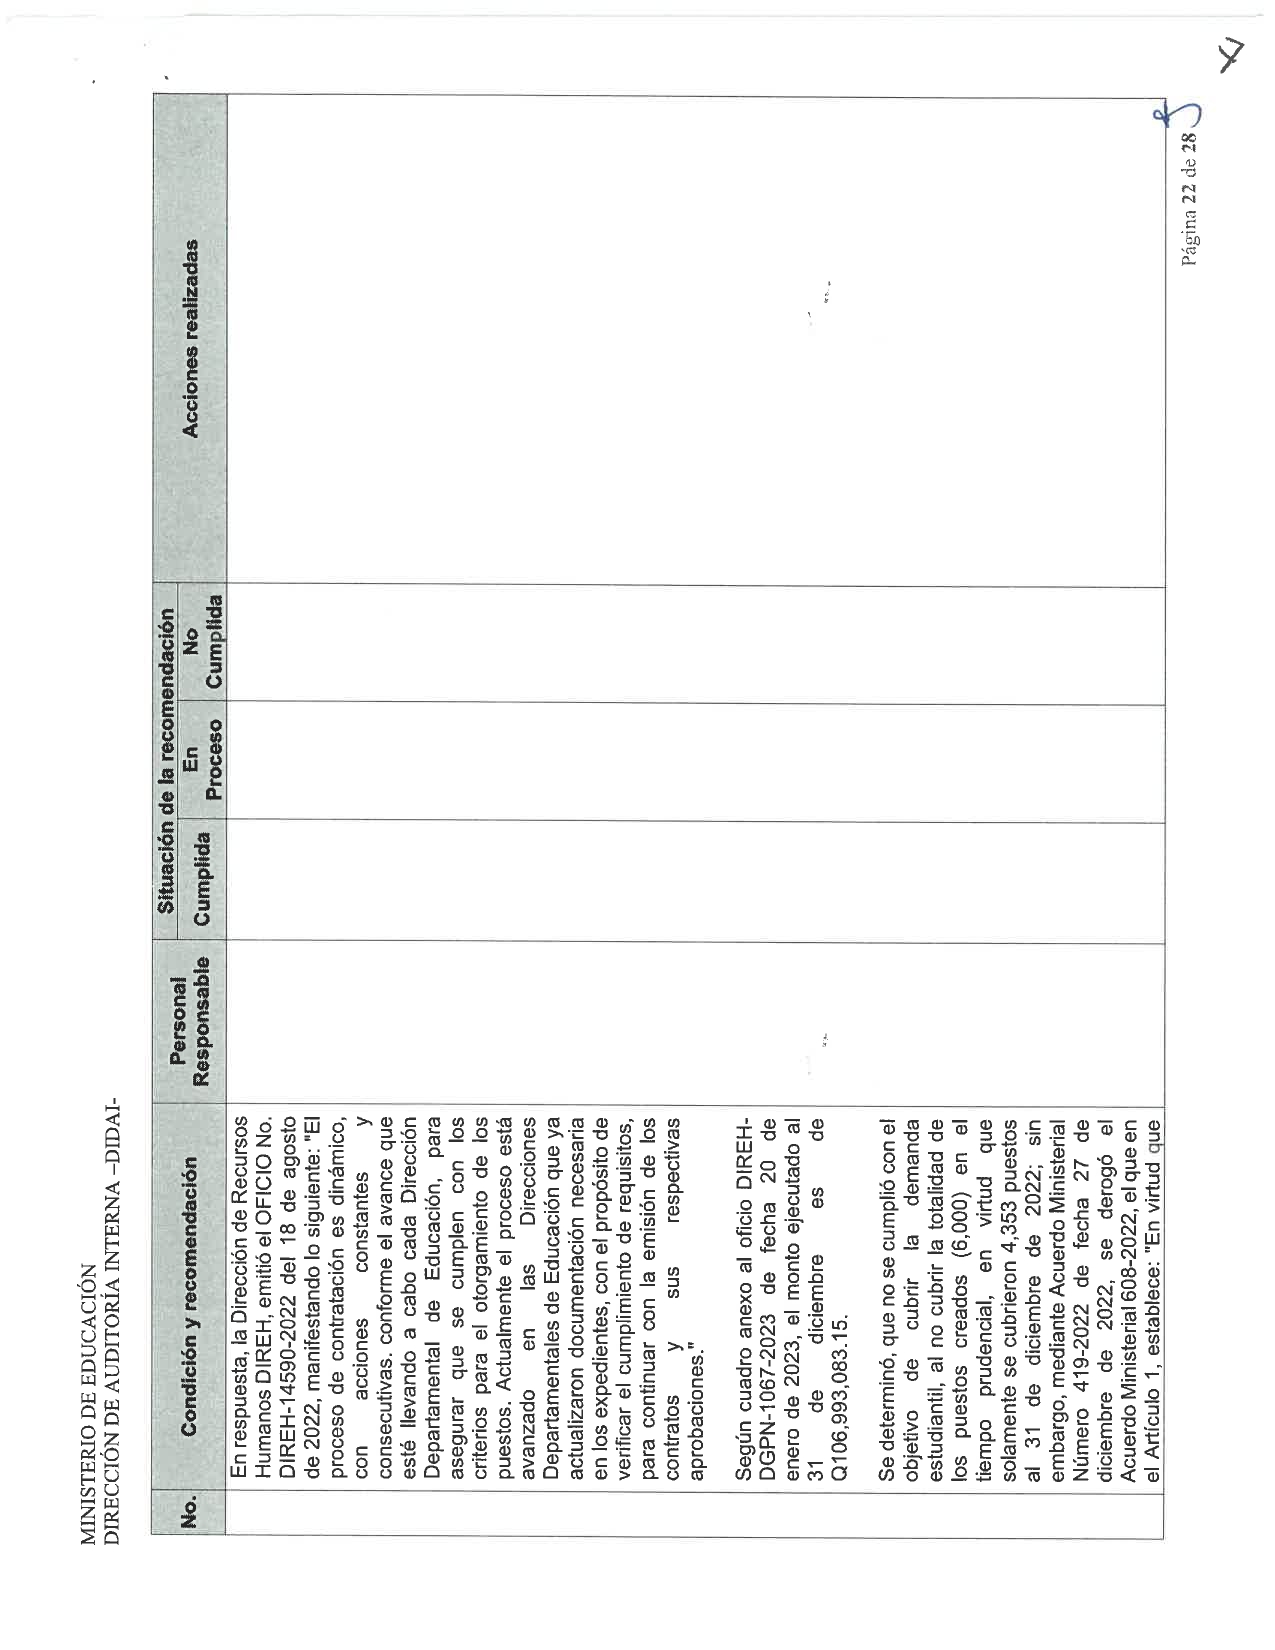 MINISTERIO DE EDUCACIÓN
DIRECCIÓN DE AUDITORÍA INTERNA –DIDAI-
No.
Condición y recomendación
Personal
Responsable
Situación de la recomendación
Cumplida
En
Proceso
No
Cumplida
Acciones realizadas
En respuesta, la Dirección de Recursos
Humanos DIREH, emitió el OFICIO No.
DIREH-14590-2022 del 18 de agosto
de 2022, manifestando lo siguiente: "El
proceso de contratación es dinámico,
con acciones constantes y
consecutivas. conforme el avance que
esté llevando a cabo cada Dirección
Departamental de Educación, para
asegurar que se cumplen con los
criterios para el otorgamiento de los
puestos. Actualmente el proceso está
avanzado en las Direcciones
Departamentales de Educación que ya
actualizaron documentación necesaria
en los expedientes, con el propósito de
verificar el cumplimiento de requisitos,
para continuar con la emisión de los
contratos y sus respectivas
aprobaciones."
Según cuadro anexo al oficio DIREH-
DGPN-1067-2023 de fecha 20 de
enero de 2023, el monto ejecutado al
31 de diciembre es de
Q106,993,083.15.
Se determinó, que no se cumplió con el
objetivo de cubrir la demanda
estudiantil, al no cubrir la totalidad de
los puestos creados (6,000) en el
tiempo prudencial, en virtud que
solamente se cubrieron 4,353 puestos
al 31 de diciembre de 2022; sin
embargo, mediante Acuerdo Ministerial
Número 419-2022 de fecha 27 de
diciembre de 2022, se derogó el
Acuerdo Ministerial 608-2022, el que en
el Artículo 1, establece: "En virtud que
Página 22 de 28